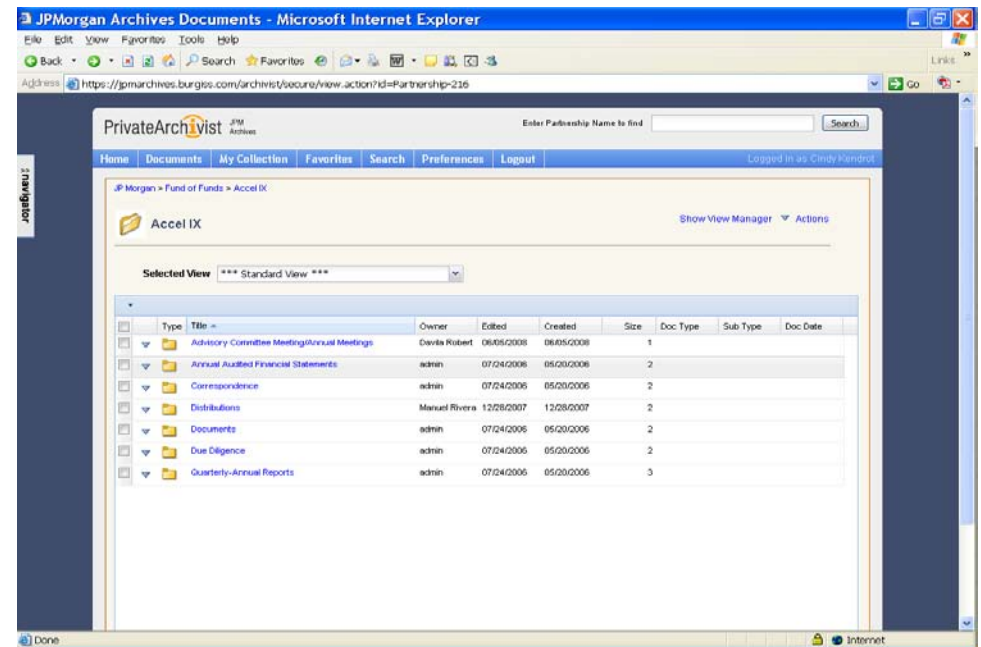 JPMorgan Archives Documents - Microsoft Internet Explorer
File Edit View Favorites Tools Help
Back Search Favorites Links »
Address https://jpmarchives.burgiss.com/archivist/secure/view.action?id=Partnership-216 Go
PrivateArchivist JPM Archives Enter Partnership Name to find Search
Home Documents My Collection Favorites Search Preferences Logout Logged in as Cindy Kendrot
navigator
JP Morgan > Fund of Funds > Accel IX
Accel IX Show View Manager Actions
Selected View *** Standard View ***
Type Title Owner Edited Created Size Doc Type Sub Type Doc Date
Advisory Committee Meeting/Annual Meetings Davila Robert 06/05/2008 06/05/2008 1
Annual Audited Financial Statements admin 07/24/2006 05/20/2006 2
Correspondence admin 07/24/2006 05/20/2006 2
Distributions Manuel Rivera 12/28/2007 12/28/2007 2
Documents admin 07/24/2006 05/20/2006 2
Due Diligence admin 07/24/2006 05/20/2006 2
Quarterly-Annual Reports admin 07/24/2006 05/20/2006 3
Done Internet